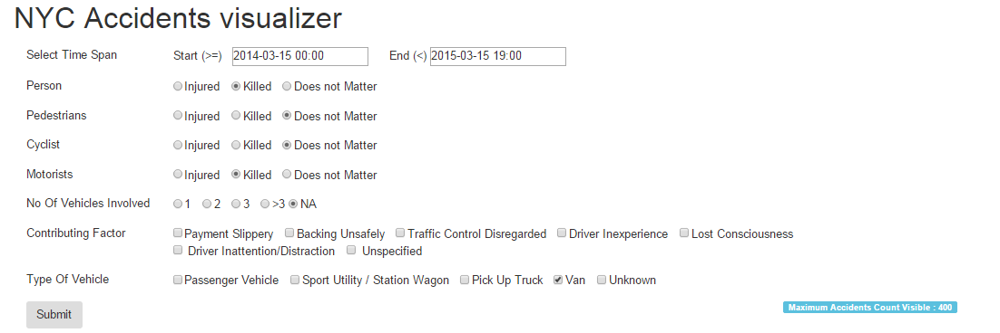 NYC Accidents visualizer
Select Time Span Start (>=) 2014-03-15 00:00 End (<) 2015-03-15 19:00
Person Injured Killed Does not Matter
Pedestrians Injured Killed Does not Matter
Cyclist Injured Killed Does not Matter
Motorists Injured Killed Does not Matter
No Of Vehicles Involved 1 2 3 >3 NA
Contributing Factor Payment Slippery Backing Unsafely Traffic Control Disregarded Driver Inexperience Lost Consciousness
Driver Inattention/Distraction Unspecified
Type Of Vehicle Passenger Vehicle Sport Utility / Station Wagon Pick Up Truck Van Unknown
Submit Maximum Accidents Count Visible : 400